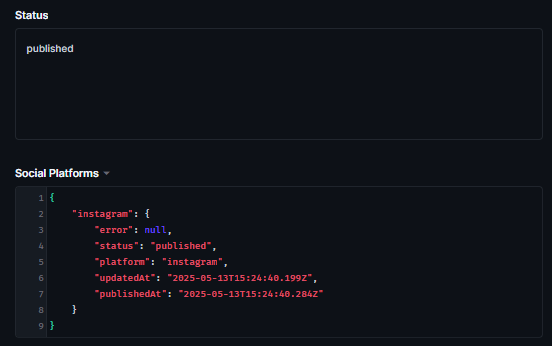 Status
published
Social Platforms
1 {
2 "instagram": {
3 "error": null,
4 "status": "published",
5 "platform": "instagram",
6 "updatedAt": "2025-05-13T15:24:40.199Z",
7 "publishedAt": "2025-05-13T15:24:40.284Z"
8 }
9 }